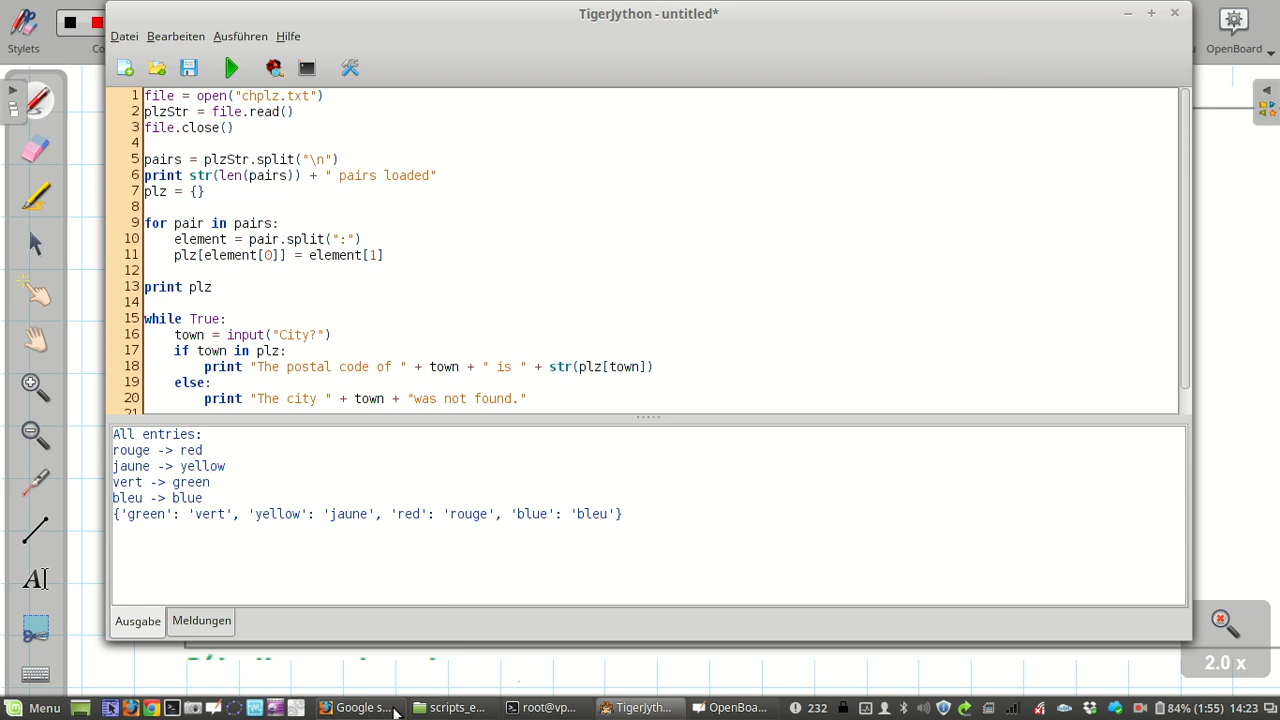 TigerJython - untitled*
Stylets
Co
OpenBoard
Datei Bearbeiten Ausführen Hilfe
1 file = open("chplz.txt")
2 plzStr = file.read()
3 file.close()
4
5 pairs = plzStr.split("\n")
6 print str(len(pairs)) + " pairs loaded"
7 plz = {}
8
9 for pair in pairs:
10 element = pair.split(":")
11 plz[element[0]] = element[1]
12
13 print plz
14
15 while True:
16 town = input("City?")
17 if town in plz:
18 print "The postal code of " + town + " is " + str(plz[town])
19 else:
20 print "The city " + town + "was not found."
21
All entries:
rouge -> red
jaune -> yellow
vert -> green
bleu -> blue
{'green': 'vert', 'yellow': 'jaune', 'red': 'rouge', 'blue': 'bleu'}
Ausgabe Meldungen
2.0 x
Menu Google s... scripts_e... root@vp... TigerJyth... OpenBoa... 232 84% (1:55) 14:23